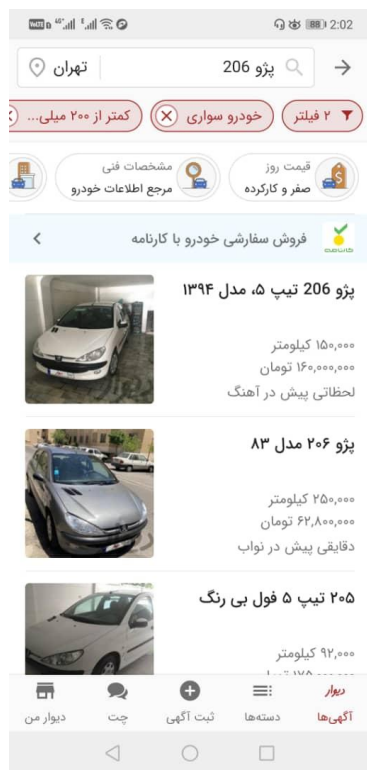 2:02
88
پژو 206
تهران
۲ فیلتر
خودرو سواری
کمتر از ۲۰۰ میلی...
قیمت روز
صفر و کارکرده
مشخصات فنی
مرجع اطلاعات خودرو
فروش سفارشی خودرو با کارنامه
پژو 206 تیپ ۵، مدل ۱۳۹۴
۱۵۰,۰۰۰ کیلومتر
۱۶۰,۰۰۰,۰۰۰ تومان
لحظاتی پیش در آهنگ
پژو ۲۰۶ مدل ۸۳
۲۵۰,۰۰۰ کیلومتر
۶۲,۸۰۰,۰۰۰ تومان
دقایقی پیش در نواب
۲۰۵ تیپ ۵ فول بی رنگ
۹۲,۰۰۰ کیلومتر
دیوار
آگهی‌ها
دسته‌ها
ثبت آگهی
چت
دیوار من